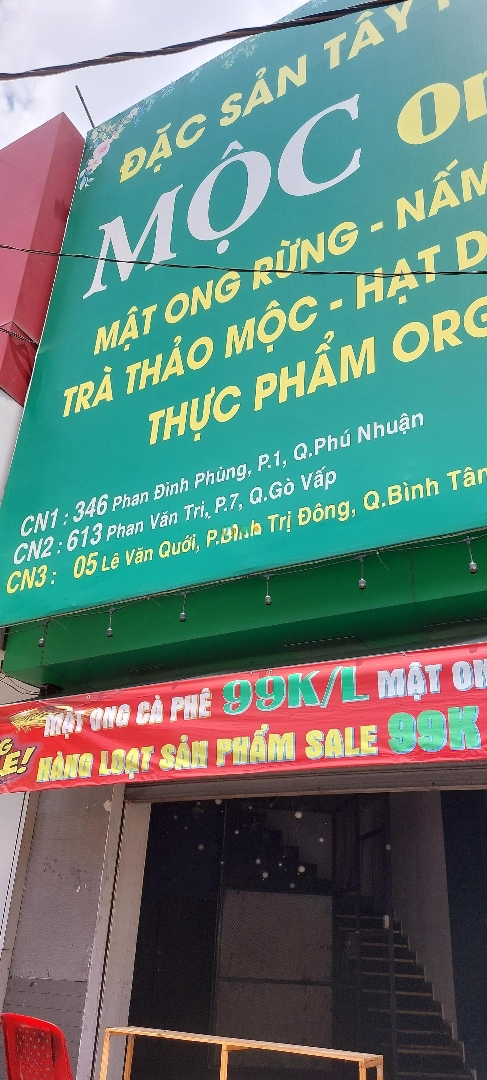 ĐẶC SẢN TÂY
MỘC
MẬT ONG RỪNG - NẤM
TRÀ THẢO MỘC - HẠT D
THỰC PHẨM ORG
CN1 : 346 Phan Đình Phùng, P.1, Q.Phú Nhuận
CN2 : 613 Phan Văn Trị, P.7, Q.Gò Vấp
CN3 : 05 Lê Văn Quới, P.Bình Trị Đông, Q.Bình Tân
MẬT ONG CÀ PHÊ 99K/L MẬT ON
HÀNG LOẠT SẢN PHẨM SALE 99K